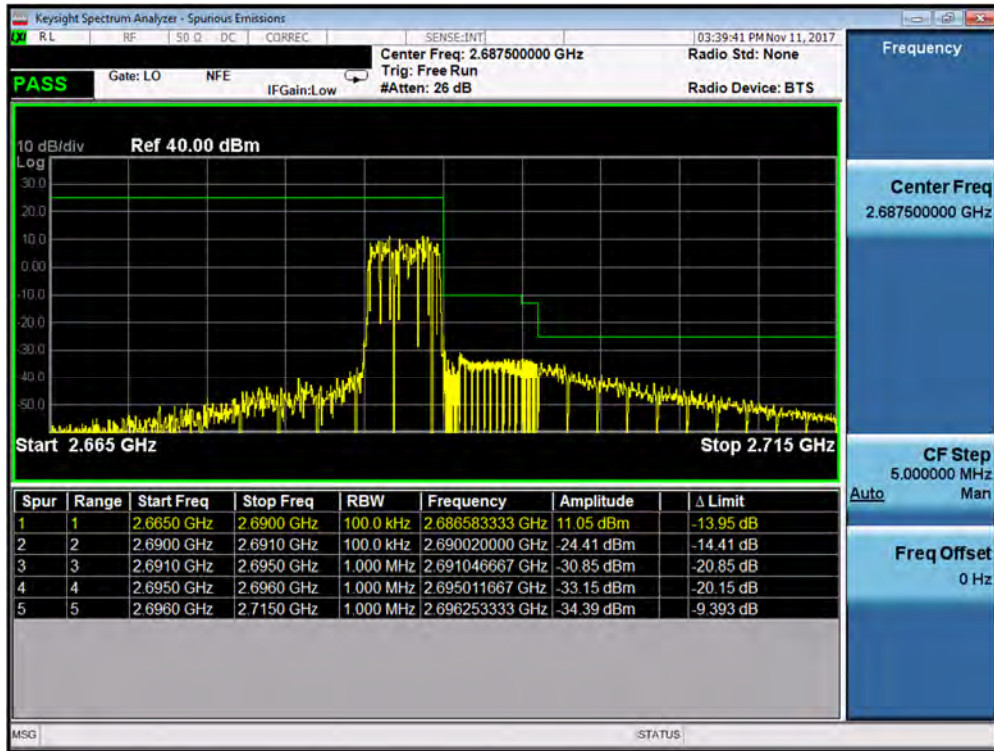 Keysight Spectrum Analyzer - Spurious Emissions
LXI RL RF 50 Ω DC CORREC SENSE:INT 03:39:41 PM Nov 11, 2017
Center Freq: 2.687500000 GHz Radio Std: None
PASS Gate: LO NFE Trig: Free Run
IFGain:Low #Atten: 26 dB Radio Device: BTS
10 dB/div Ref 40.00 dBm
Log
30.0
20.0
10.0
0.00
-10.0
-20.0
-30.0
-40.0
-50.0
Start 2.665 GHz Stop 2.715 GHz
Spur Range Start Freq Stop Freq RBW Frequency Amplitude Δ Limit
1 1 2.6650 GHz 2.6900 GHz 100.0 kHz 2.686583333 GHz 11.05 dBm -13.95 dB
2 2 2.6900 GHz 2.6910 GHz 100.0 kHz 2.690020000 GHz -24.41 dBm -14.41 dB
3 3 2.6910 GHz 2.6950 GHz 1.000 MHz 2.691046667 GHz -30.85 dBm -20.85 dB
4 4 2.6950 GHz 2.6960 GHz 1.000 MHz 2.695011667 GHz -33.15 dBm -20.15 dB
5 5 2.6960 GHz 2.7150 GHz 1.000 MHz 2.696253333 GHz -34.39 dBm -9.393 dB
MSG STATUS
Frequency
Center Freq
2.687500000 GHz
CF Step
5.000000 MHz
Auto Man
Freq Offset
0 Hz